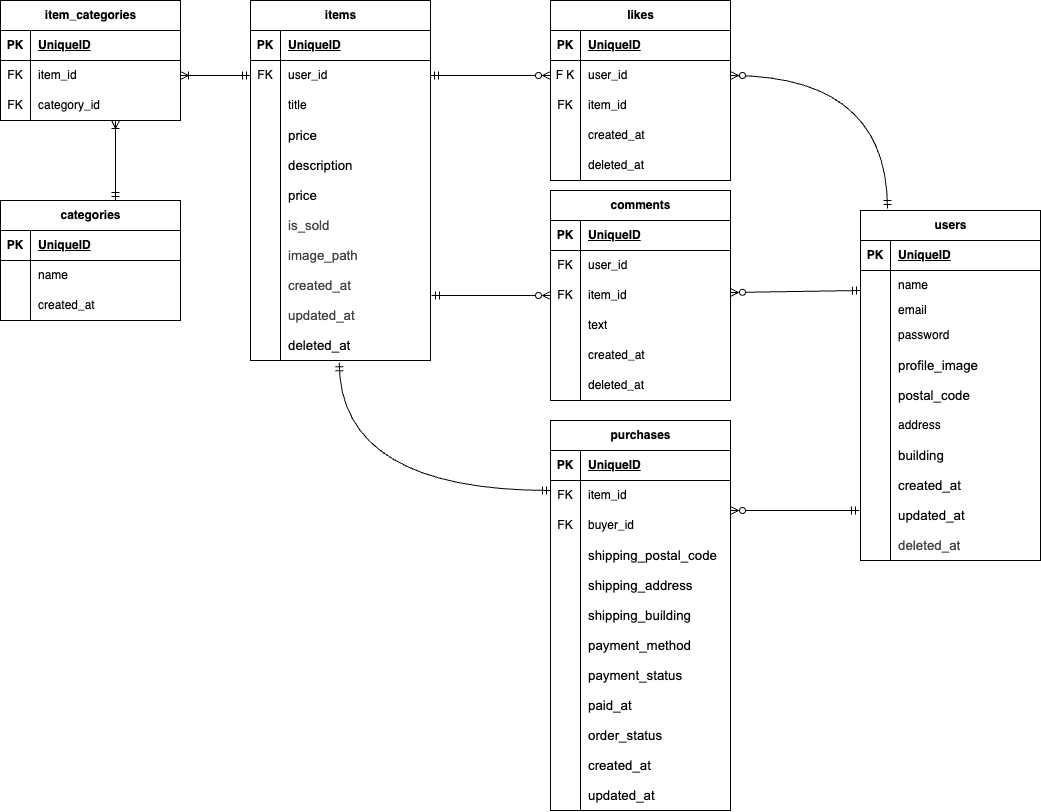 item_categories
PK UniqueID
FK item_id
FK category_id
categories
PK UniqueID
name
created_at
items
PK UniqueID
FK user_id
title
price
description
price
is_sold
image_path
created_at
updated_at
deleted_at
likes
PK UniqueID
F K user_id
FK item_id
created_at
deleted_at
comments
PK UniqueID
FK user_id
FK item_id
text
created_at
deleted_at
purchases
PK UniqueID
FK item_id
FK buyer_id
shipping_postal_code
shipping_address
shipping_building
payment_method
payment_status
paid_at
order_status
created_at
updated_at
users
PK UniqueID
name
email
password
profile_image
postal_code
address
building
created_at
updated_at
deleted_at